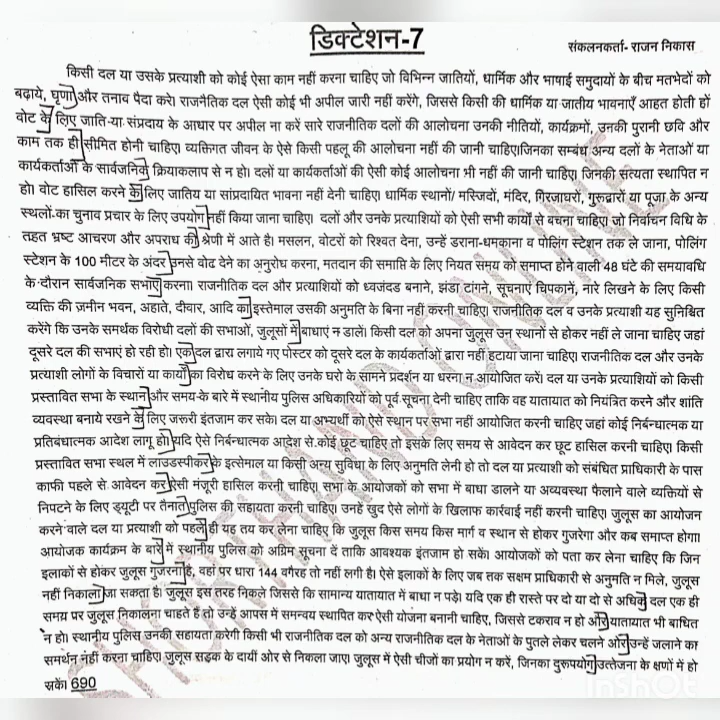 डिक्टेशन-7
संकलनकर्ता- राजन निकास
किसी दल या उसके प्रत्याशी को कोई ऐसा काम नहीं करना चाहिए जो विभिन्न जातियों, धार्मिक और भाषाई समुदायों के बीच मतभेदों को
बढ़ाये, घृणा और तनाव पैदा करे। राजनैतिक दल ऐसी कोई भी अपील जारी नहीं करेंगे, जिससे किसी की धार्मिक या जातीय भावनाएँ आहत होती हों
वोट के लिए जाति-या संप्रदाय के आधार पर अपील ना करें सारे राजनीतिक दलों की आलोचना उनकी नीतियों, कार्यक्रमों, उनकी पुरानी छवि और
काम तक ही सीमित होनी चाहिए। व्यक्तिगत जीवन के ऐसे किसी पहलू की आलोचना नहीं की जानी चाहिए।जिनका सम्बंध अन्य दलों के नेताओं या
कार्यकर्ताओं के सार्वजनिक क्रियाकलाप से न हो। दलों या कार्यकर्ताओं की ऐसी कोई आलोचना भी नहीं की जानी चाहिए। जिनकी सत्यता स्थापित न
हो। वोट हासिल करने के लिए जातिय या सांप्रदायित भावना नहीं देनी चाहिए। धार्मिक स्थानों/ मस्जिदों, मंदिर, गिरजाघरों, गुरूद्वारों या पूजा के अन्य
स्थलों-का चुनाव प्रचार के लिए उपयोग नहीं किया जाना चाहिए। दलों और उनके प्रत्याशियों को ऐसी सभी कार्यों से बचना चाहिए। जो निर्वाचन विधि के
तहत भ्रष्ट आचरण और अपराध की श्रेणी में आते है। मसलन, वोटरों को रिश्वत देना, उन्हें डराना-धमकाना व पोलिंग स्टेशन तक ले जाना, पोलिंग
स्टेशन के 100 मीटर के अंदर उनसे वोट देने का अनुरोध करना, मतदान की समाप्ति के लिए नियत समय को समाप्त होने वाली 48 घंटे की समयावधि
के दौरान सार्वजनिक सभाएं करना। राजनीतिक दल और प्रत्याशियों को ध्वजंदड बनाने, झंडा टांगने, सूचनाएं चिपकाने, नारे लिखने के लिए किसी
व्यक्ति की ज़मीन भवन, अहाते, दीवार, आदि का इस्तेमाल उसकी अनुमति के बिना नहीं करनी चाहिए। राजनीतिक दल व उनके प्रत्याशी यह सुनिश्चित
करेंगे कि उनके समर्थक विरोधी दलों की सभाओं, जुलूसों में बाधाएं न डाले। किसी दल को अपना जुलूस उन स्थानों से होकर नहीं ले जाना चाहिए जहां
दूसरे दल की सभाएं हो रही हो। एक दल द्वारा लगाये गए पोस्टर को दूसरे दल के कार्यकर्ताओं द्वारा नहीं हटाया जाना चाहिए। राजनीतिक दल और उनके
प्रत्याशी लोगों के विचारों या कार्यों का विरोध करने के लिए उनके घरो के सामने प्रदर्शन या धरना न आयोजित करें। दल या उनके प्रत्याशियों को किसी
प्रस्तावित सभा के स्थान और समय-के बारे में स्थानीय पुलिस अधिकारियों को पूर्व सूचना देनी चाहिए ताकि वह यातायात को नियंत्रित करने और शांति
व्यवस्था बनाये रखने के लिए जरूरी इंतजाम कर सके। दल या अभ्यर्थी को ऐसे स्थान पर सभा नहीं आयोजित करनी चाहिए जहां कोई निर्बन्धात्मक या
प्रतिबंधात्मक आदेश लागू हो। यदि ऐसे निर्बन्धात्मक आदेश से कोई छूट चाहिए तो इसके लिए समय से आवेदन कर छूट हासिल करनी चाहिए। किसी
प्रस्तावित सभा स्थल में लाउडस्पीकर के इत्सेमाल या किसी अन्य सुविधा के लिए अनुमति लेनी हो तो दल या प्रत्याशी को संबंधित प्राधिकारी के पास
काफी पहले से आवेदन कर ऐसी मंजूरी हासिल करनी चाहिए। सभा के आयोजकों को सभा में बाधा डालने या अव्यवस्था फैलाने वाले व्यक्तियों से
निपटने के लिए ड्यूटी पर तैनात पुलिस की सहायता करनी चाहिए। उनहें खुद ऐसे लोगों के खिलाफ कार्रवाई नहीं करनी चाहिए। जुलूस का आयोजन
करने वाले दल या प्रत्याशी को पहले ही यह तय कर लेना चाहिए कि जुलूस किस समय किस मार्ग व स्थान से होकर गुजरेगा और कब समाप्त होगा।
आयोजक कार्यक्रम के बारे में स्थानीय पुलिस को अग्रिम सूचना दें ताकि आवश्यक इंतजाम हो सकें। आयोजकों को पता कर लेना चाहिए कि जिन
इलाकों से होकर जुलूस गुजरना है, वहां पर धारा 144 वगैरह तो नहीं लगी है। ऐसे इलाकों के लिए जब तक सक्षम प्राधिकारी से अनुमति न मिले, जुलूस
नहीं निकाला जा सकता है। जुलूस इस तरह निकले जिससे कि सामान्य यातायात में बाधा न पड़े। यदि एक ही रास्ते पर दो या दो से अधिक दल एक ही
समय पर जुलूस निकालना चाहते हैं तो उन्हें आपस में समन्वय स्थापित कर ऐसी योजना बनानी चाहिए, जिससे टकराव न हो और यातायात भी बाधित
न हो। स्थानीय पुलिस उनकी सहायता करेगी किसी भी राजनीतिक दल को अन्य राजनीतिक दल के नेताओं के पुतले लेकर चलने और उन्हें जलाने का
समर्थन नहीं करना चाहिए। जुलूस सड़क के दायीं ओर से निकला जाए। जुलूस में ऐसी चीजों का प्रयोग न करें, जिनका दुरूपयोग उत्तेजना के क्षणों में हो
सकें। 690
SHORTHAND ONLINE
InShOt